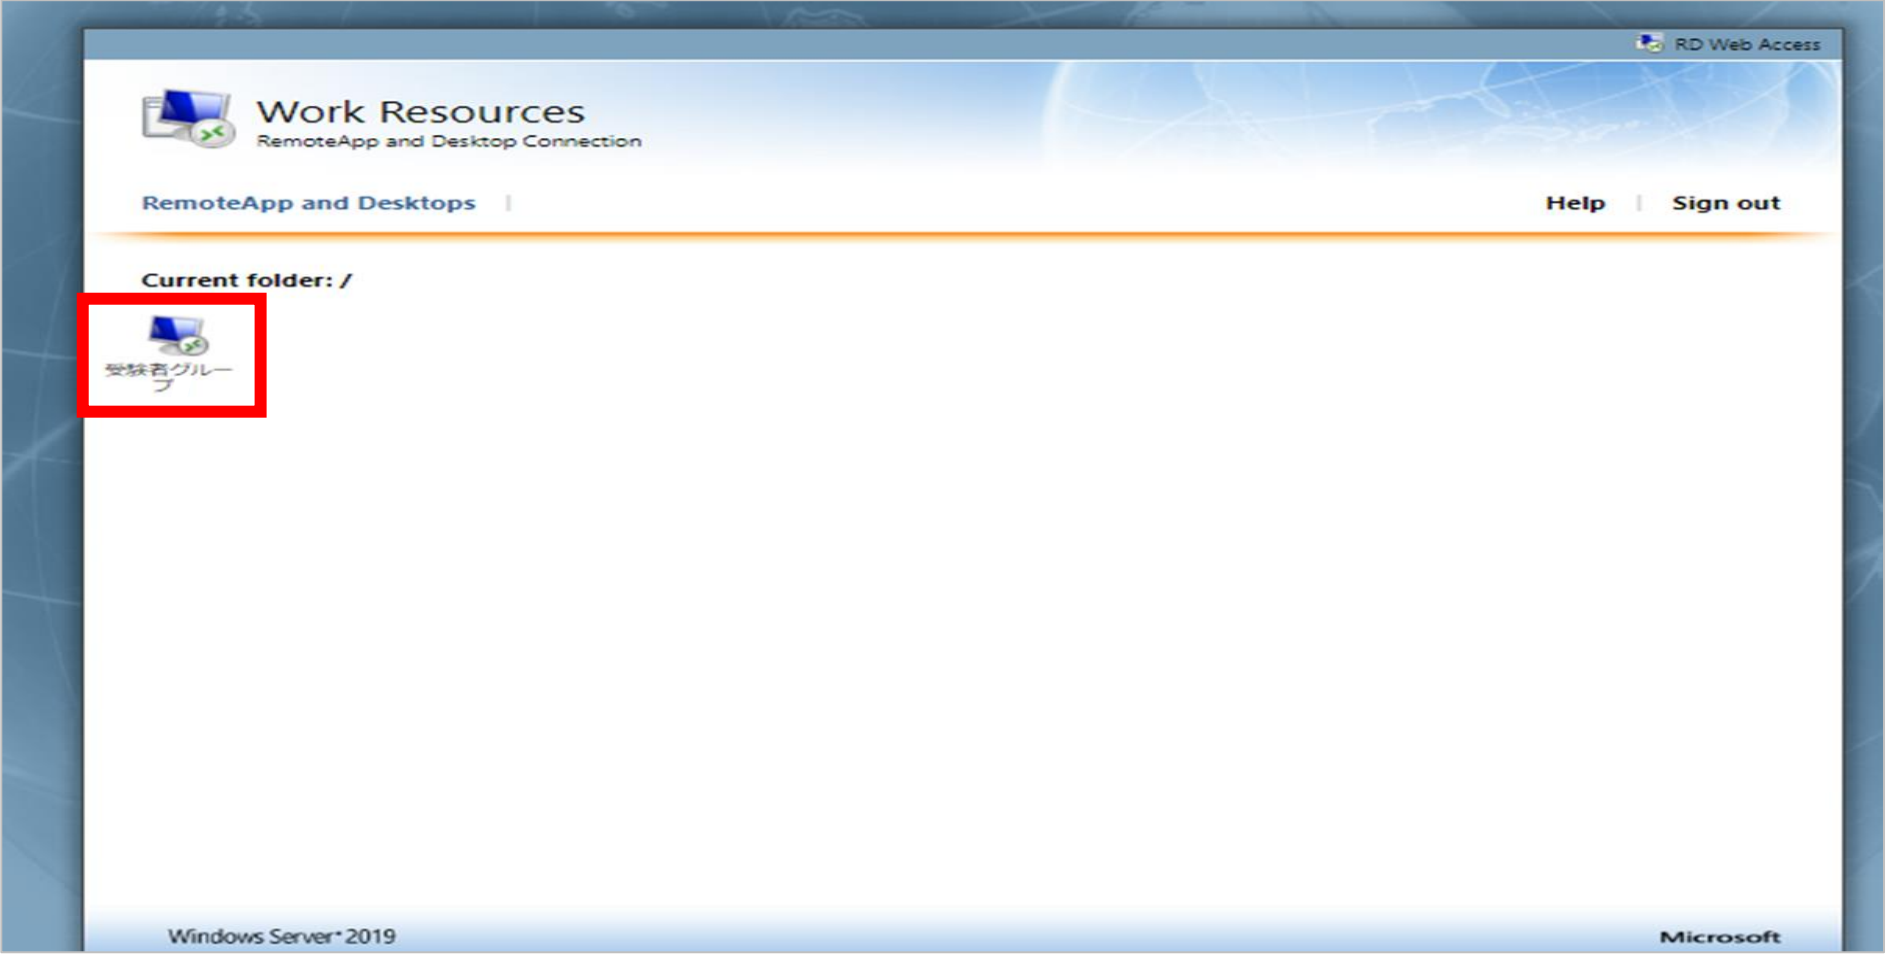 RD Web Access
Work Resources
RemoteApp and Desktop Connection
RemoteApp and Desktops
Help
Sign out
Current folder: /
受験者グルー
プ
Windows Server 2019
Microsoft